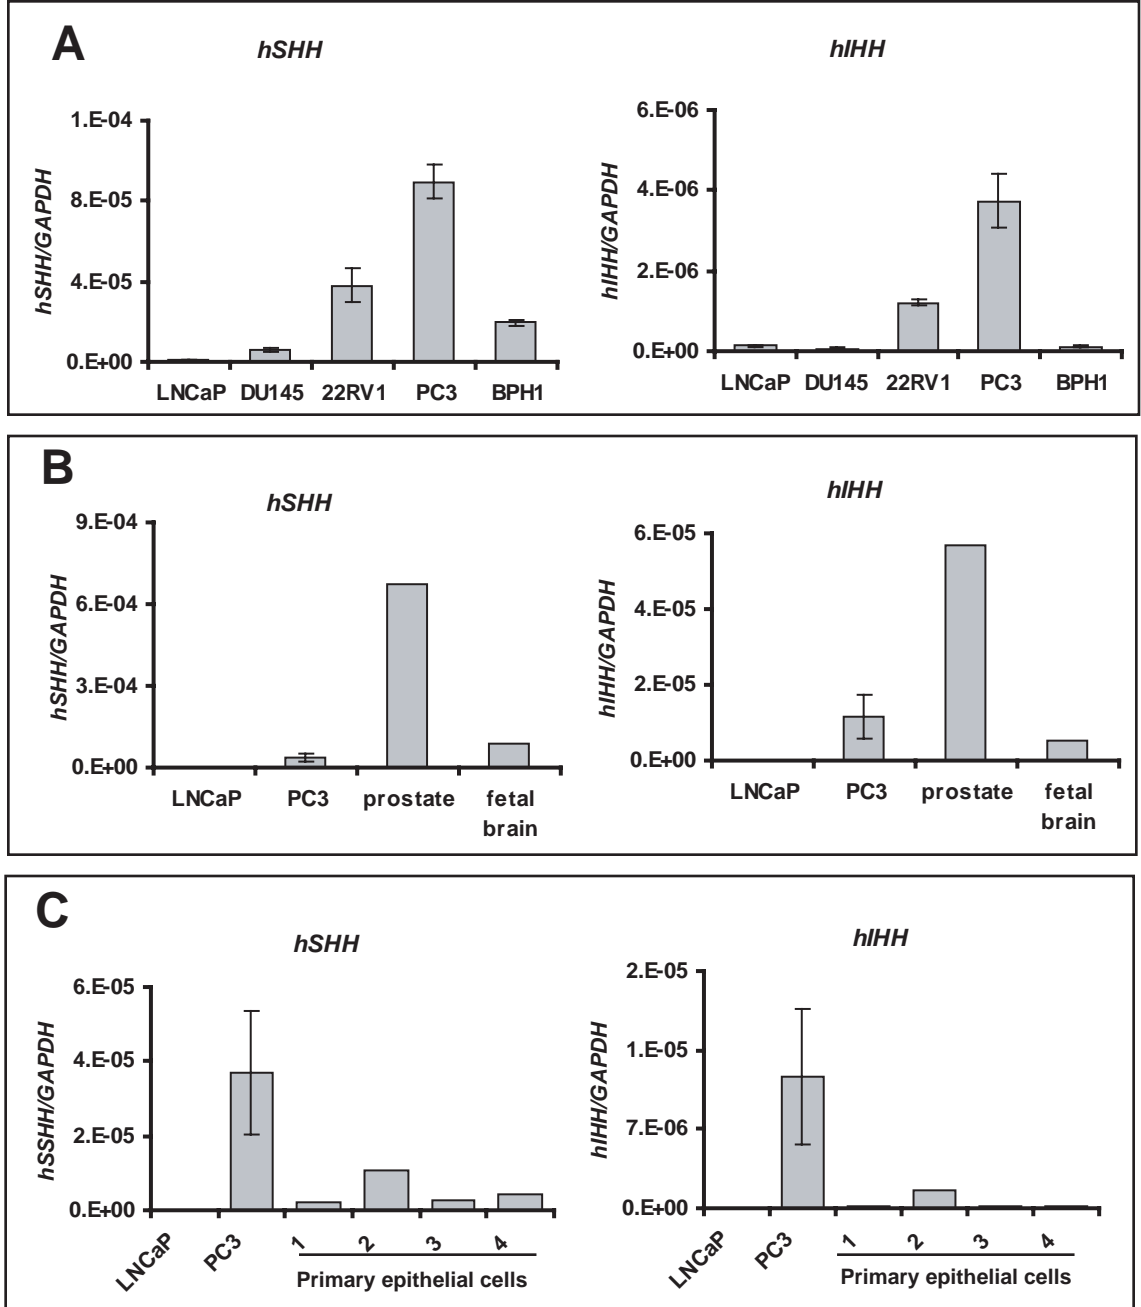 A
hSHH
hIHH
hSHH/GAPDH
1.E-04
8.E-05
4.E-05
0.E+00
LNCaP DU145 22RV1 PC3 BPH1
hIHH/GAPDH
6.E-06
4.E-06
2.E-06
0.E+00
LNCaP DU145 22RV1 PC3 BPH1
B
hSHH
hIHH
hSHH/GAPDH
9.E-04
6.E-04
3.E-04
0.E+00
LNCaP PC3 prostate fetal
brain
hIHH/GAPDH
6.E-05
4.E-05
2.E-05
0.E+00
LNCaP PC3 prostate fetal
brain
C
hSHH
hIHH
hSSHH/GAPDH
6.E-05
4.E-05
2.E-05
0.E+00
LNCaP PC3 1 2 3 4
Primary epithelial cells
hIHH/GAPDH
2.E-05
1.E-05
7.E-06
0.E+00
LNCaP PC3 1 2 3 4
Primary epithelial cells